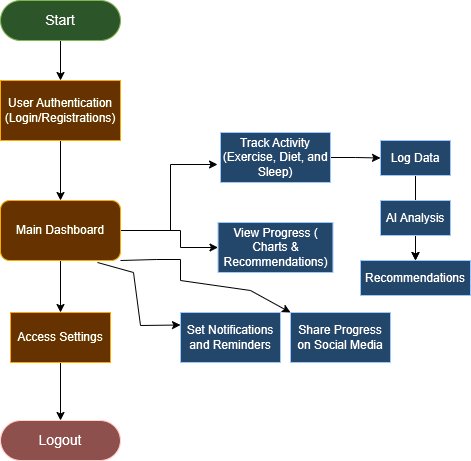 Start
User Authentication
(Login/Registrations)
Track Activity
(Exercise, Diet, and
Sleep)
Log Data
Main Dashboard
AI Analysis
View Progress (
Charts &
Recommendations)
Recommendations
Access Settings
Set Notifications
and Reminders
Share Progress
on Social Media
Logout